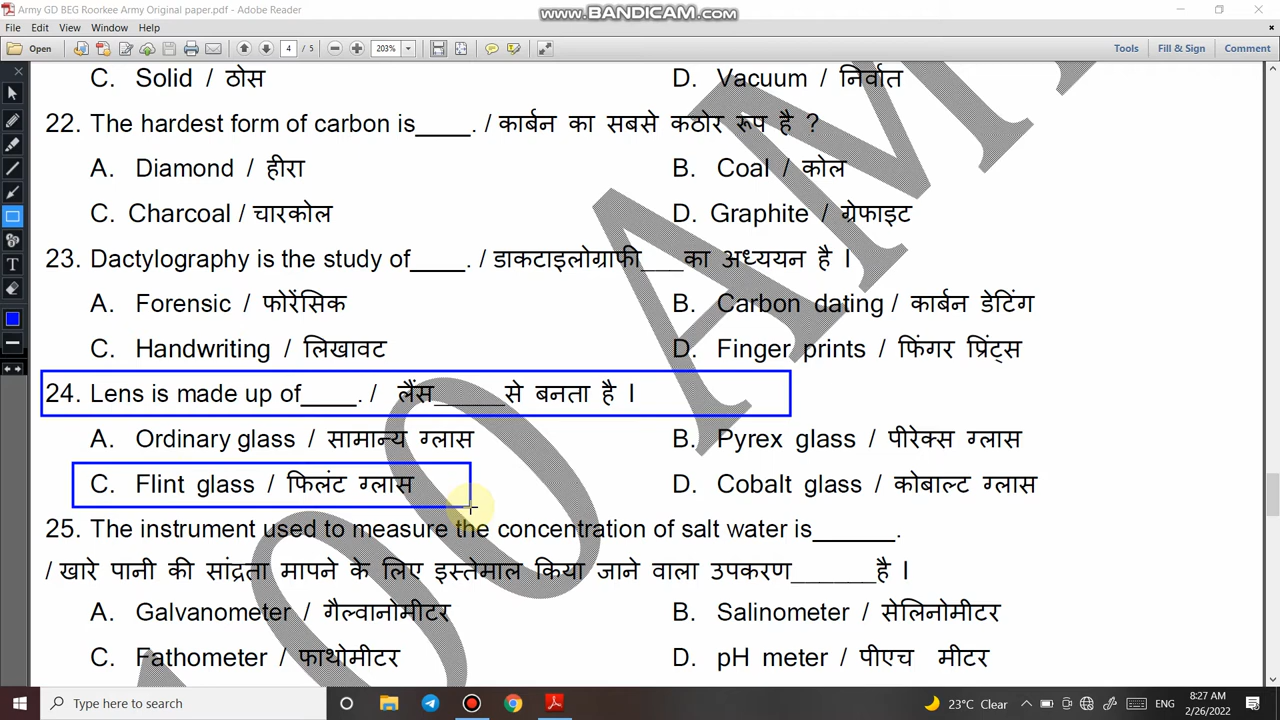 Army GD BEG Roorkee Army Original paper.pdf - Adobe Reader
WWW.BANDICAM.COM
File Edit View Window Help
Open 4 / 5 203% Tools Fill & Sign Comment
C. Solid / ठोस D. Vacuum / निर्वात
22. The hardest form of carbon is____. / कार्बन का सबसे कठोर रूप है ?
A. Diamond / हीरा B. Coal / कोल
C. Charcoal / चारकोल D. Graphite / ग्रेफाइट
23. Dactylography is the study of____. / डाकटाइलोग्राफी___का अध्ययन है I
A. Forensic / फोरेंसिक B. Carbon dating / कार्बन डेटिंग
C. Handwriting / लिखावट D. Finger prints / फिंगर प्रिंट्स
24. Lens is made up of____. / लैंस_____से बनता है I
A. Ordinary glass / सामान्य ग्लास B. Pyrex glass / पीरेक्स ग्लास
C. Flint glass / फिलंट ग्लास D. Cobalt glass / कोबाल्ट ग्लास
25. The instrument used to measure the concentration of salt water is______.
/ खारे पानी की सांद्रता मापने के लिए इस्तेमाल किया जाने वाला उपकरण______है I
A. Galvanometer / गैल्वानोमीटर B. Salinometer / सेलिनोमीटर
C. Fathometer / फाथोमीटर D. pH meter / पीएच मीटर
Type here to search 23°C Clear ENG 8:27 AM
2/26/2022